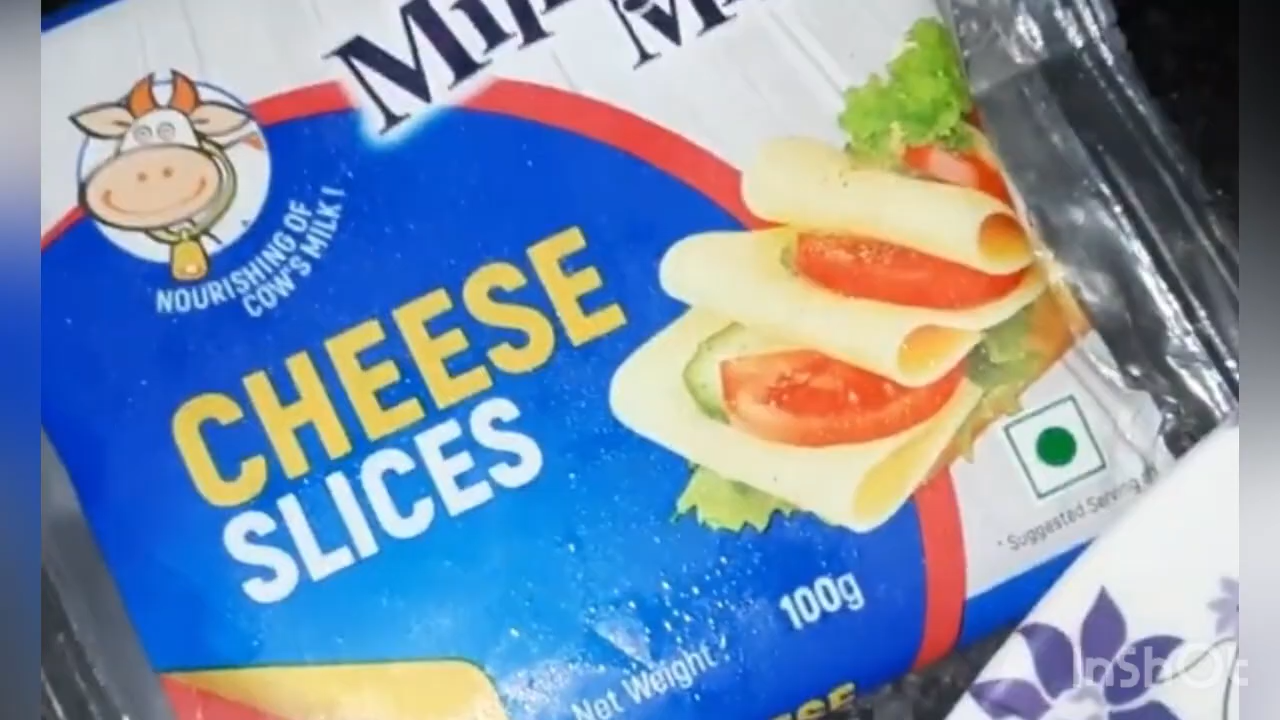 NOURISHING OF
COW'S MILK!
CHEESE
SLICES
* Suggested Serving
100g
Net Weight:
InShOt